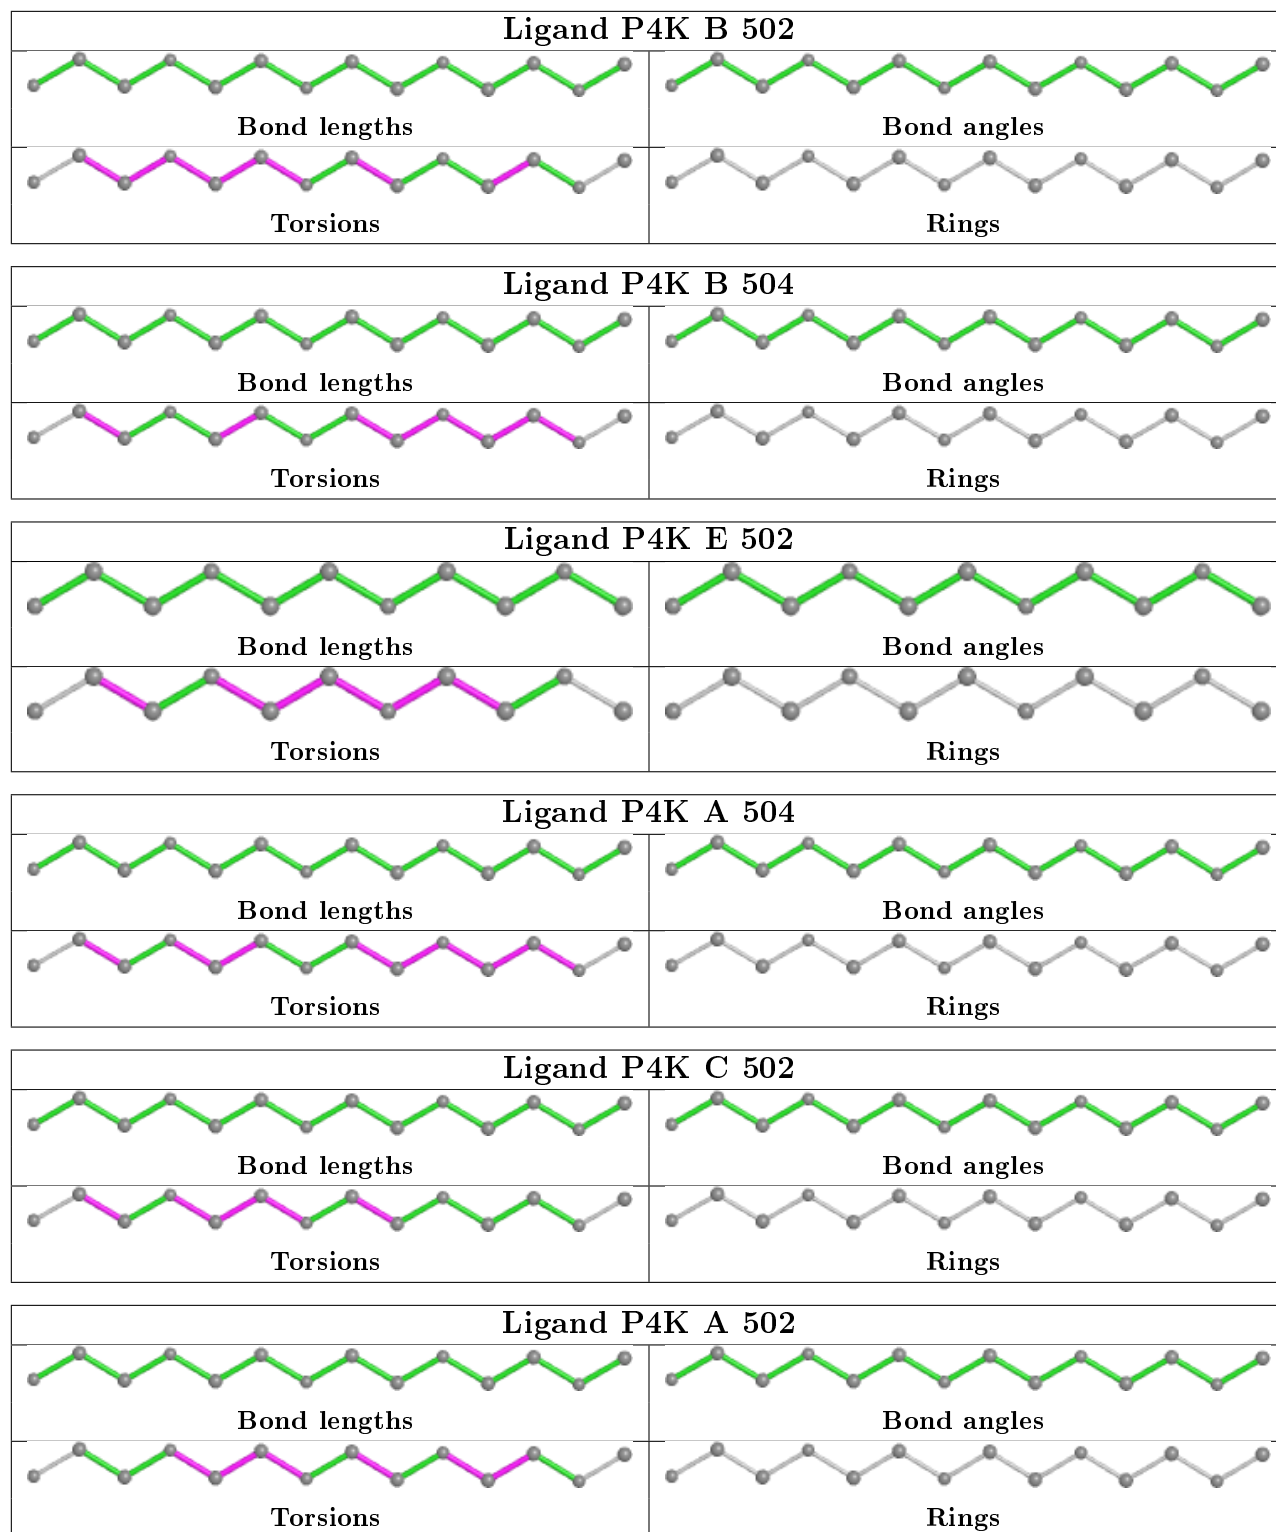 Ligand P4K B 502
Bond lengths Bond angles
Torsions Rings
Ligand P4K B 504
Bond lengths Bond angles
Torsions Rings
Ligand P4K E 502
Bond lengths Bond angles
Torsions Rings
Ligand P4K A 504
Bond lengths Bond angles
Torsions Rings
Ligand P4K C 502
Bond lengths Bond angles
Torsions Rings
Ligand P4K A 502
Bond lengths Bond angles
Torsions Rings